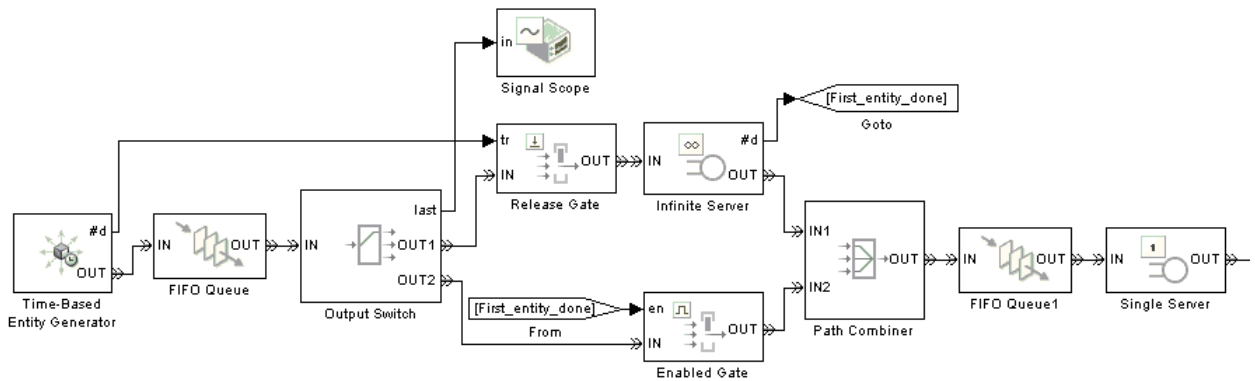 in
Signal Scope
[First_entity_done]
Goto
tr
IN
OUT
Release Gate
IN
∞
#d
OUT
Infinite Server
#d
OUT
Time-Based
Entity Generator
IN
OUT
FIFO Queue
IN
last
OUT1
OUT2
Output Switch
[First_entity_done]
From
en
IN
OUT
Enabled Gate
IN1
IN2
OUT
Path Combiner
IN
OUT
FIFO Queue1
IN
1
OUT
Single Server